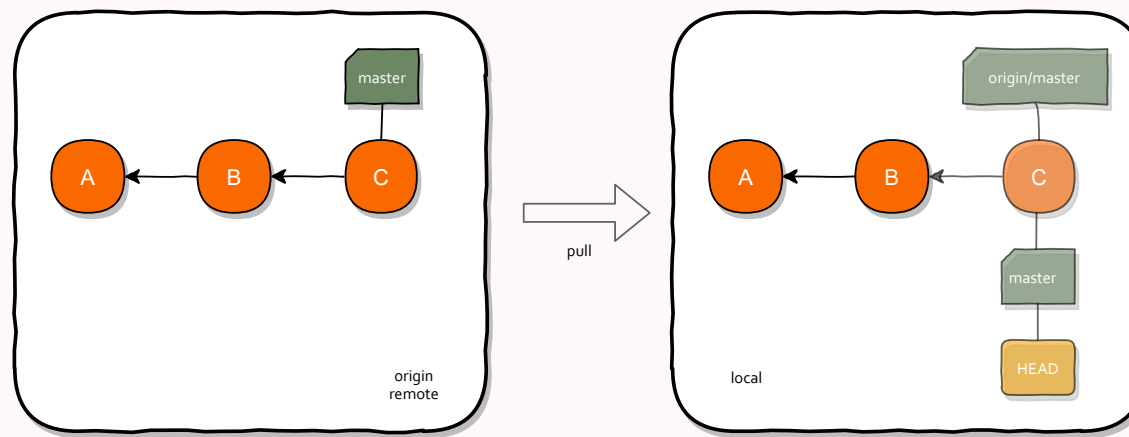 master
A
B
C
origin
remote
pull
origin/master
A
B
C
master
HEAD
local